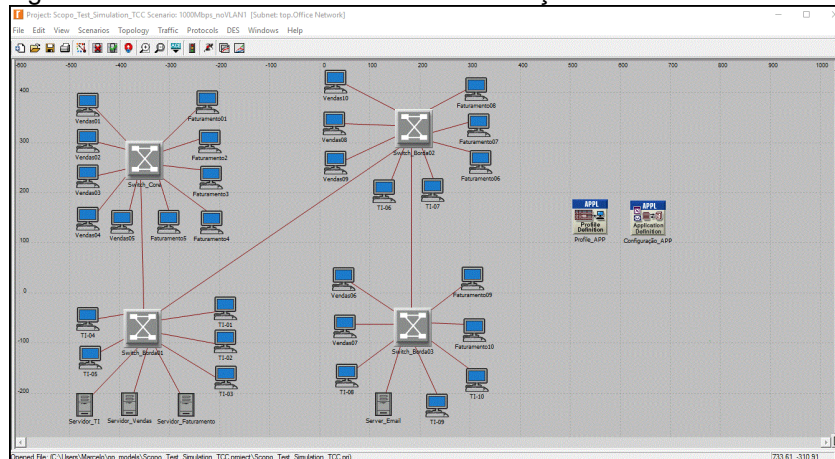 Project: Scopo_Test_Simulation_TCC Scenario: 1000Mbps_noVLAN1 [Subnet: top.Office Network]
File Edit View Scenarios Topology Traffic Protocols DES Windows Help
-600 -500 -400 -300 -200 -100 0 100 200 300 400 500 600 700 800 900 1000
400
300
200
100
0
-100
-200
Vendas01
Faturamento01
Vendas02
Faturamento2
Switch_Core
Vendas03
Faturamento3
Vendas04
Vendas05
Faturamento5
Faturamento4
Vendas10
Faturamento08
Vendas08
Faturamento07
Switch_Borda02
Vendas09
Faturamento06
TI-06
TI-07
APPL
Profile
Definition
Profile_APP
APPL
Application
Definition
Configuração_APP
TI-04
TI-01
Switch_Borda01
TI-02
TI-05
TI-03
Servidor_TI
Servidor_Vendas
Servidor_Faturamento
Vendas06
Faturamento09
Vendas07
Faturamento10
Switch_Borda03
TI-08
TI-10
Server_Email
TI-09
Opened File: (C:\Users\Marcelo\op_models\Scopo_Test_Simulation_TCC.project\Scopo_Test_Simulation_TCC.prj)
733.61, -310.91